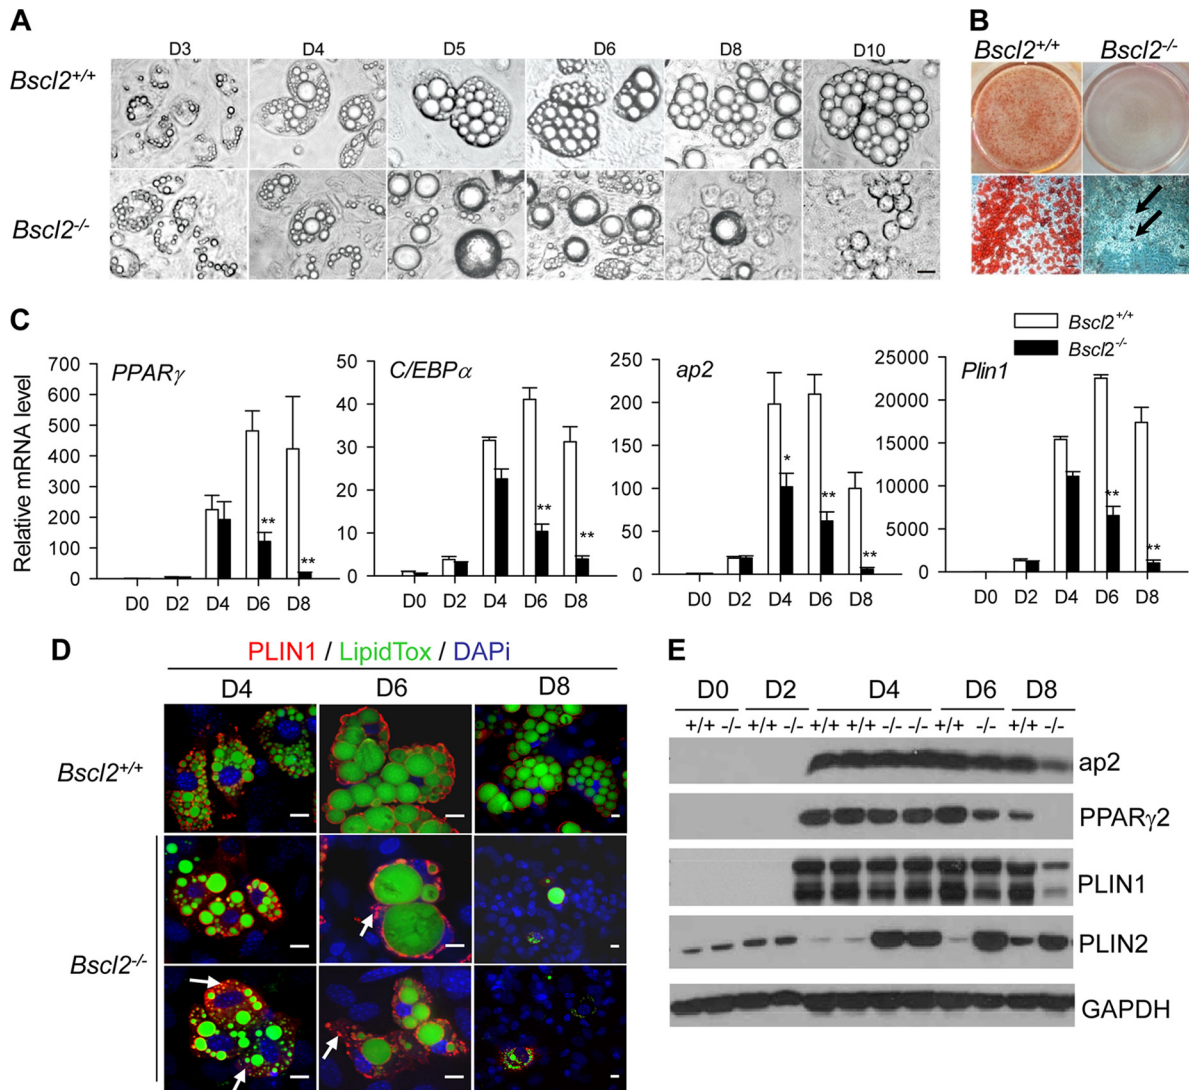 A
D3 D4 D5 D6 D8 D10
Bscl2+/+
Bscl2-/-
B
Bscl2+/+ Bscl2-/-
C
Bscl2+/+
Bscl2-/-
Relative mRNA level
PPARγ
700
600
500
400
300
200
100
0
** **
D0 D2 D4 D6 D8
C/EBPα
50
40
30
20
10
0
** **
D0 D2 D4 D6 D8
ap2
250
200
150
100
50
0
* ** **
D0 D2 D4 D6 D8
Plin1
25000
20000
15000
10000
5000
0
** **
D0 D2 D4 D6 D8
D
PLIN1 / LipidTox / DAPi
D4 D6 D8
Bscl2+/+
Bscl2-/-
E
D0 D2 D4 D6 D8
+/+ -/- +/+ -/- +/+ +/+ -/- -/- +/+ -/- +/+ -/-
ap2
PPARγ2
PLIN1
PLIN2
GAPDH